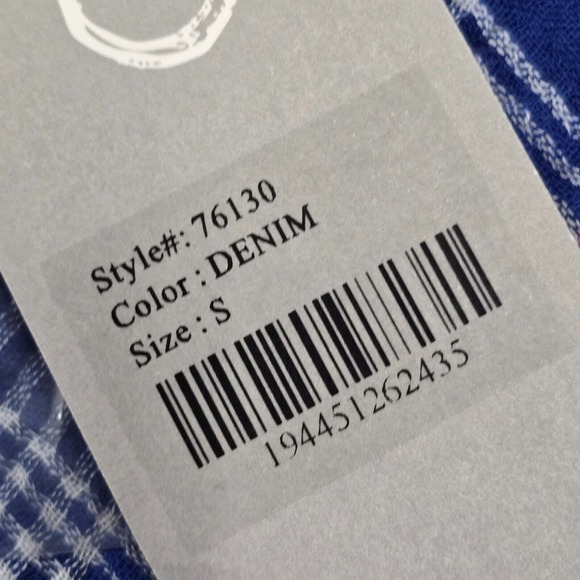 Style#: 76130
Color : DENIM
Size : S
194451262435